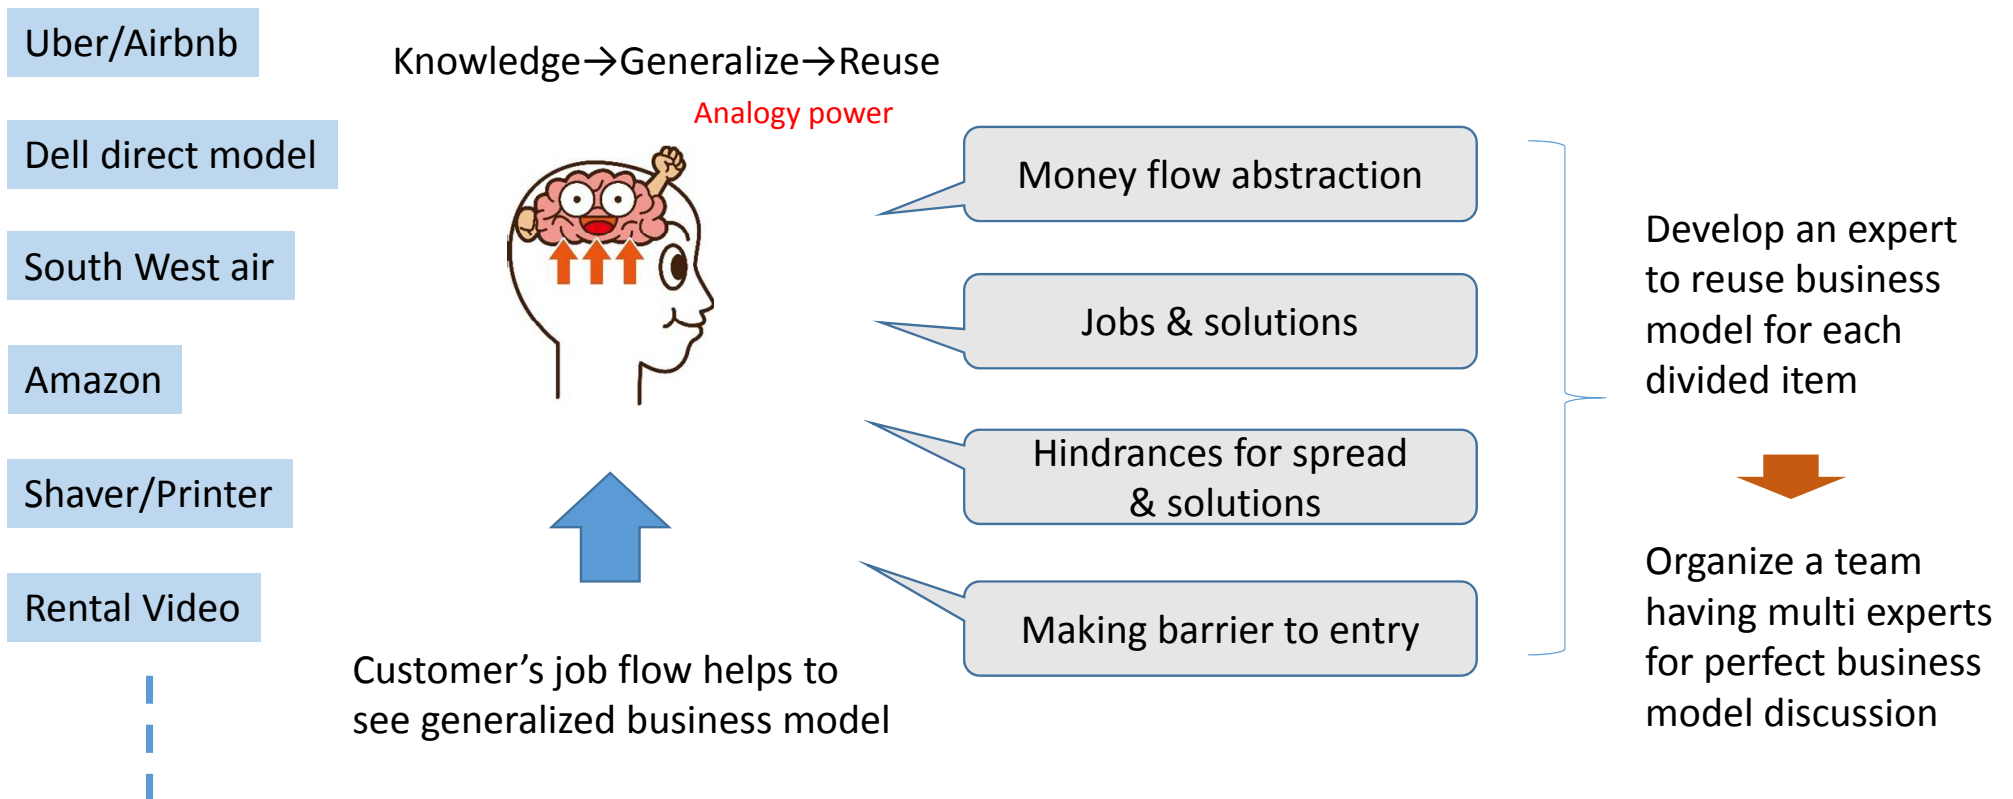 Uber/Airbnb
Dell direct model
South West air
Amazon
Shaver/Printer
Rental Video
Knowledge→Generalize→Reuse
Analogy power
Customer’s job flow helps to
see generalized business model
Money flow abstraction
Jobs & solutions
Hindrances for spread
& solutions
Making barrier to entry
Develop an expert
to reuse business
model for each
divided item
Organize a team
having multi experts
for perfect business
model discussion